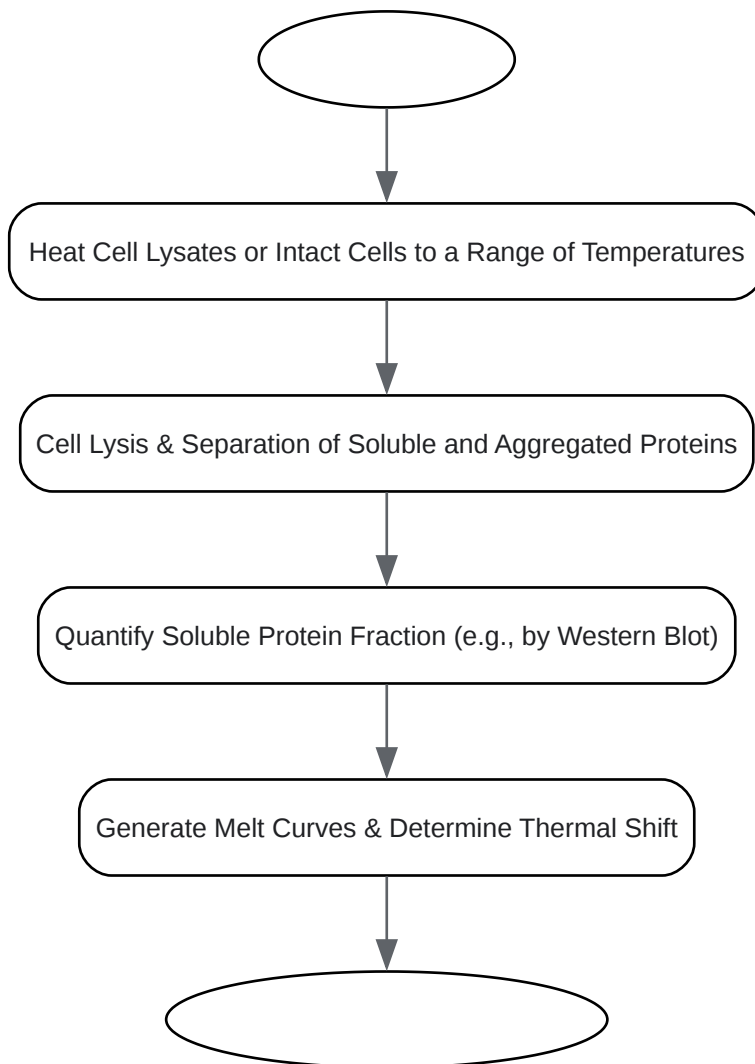 Heat Cell Lysates or Intact Cells to a Range of Temperatures
Cell Lysis & Separation of Soluble and Aggregated Proteins
Quantify Soluble Protein Fraction (e.g., by Western Blot)
Generate Melt Curves & Determine Thermal Shift